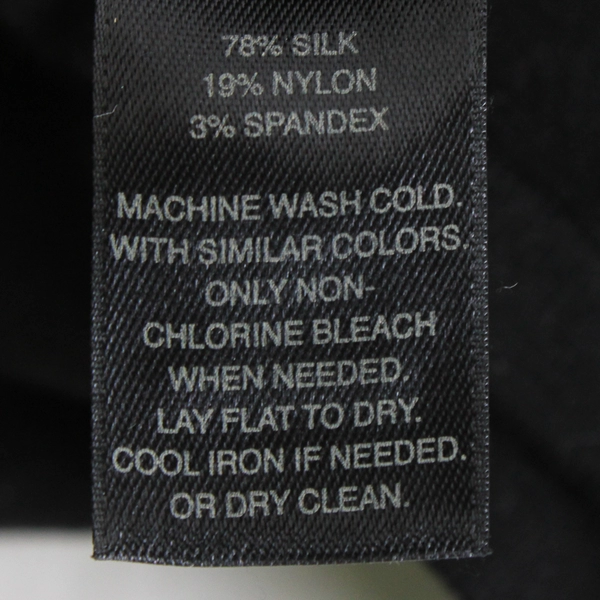 78% SILK
19% NYLON
3% SPANDEX
MACHINE WASH COLD.
WITH SIMILAR COLORS.
ONLY NON-
CHLORINE BLEACH
WHEN NEEDED.
LAY FLAT TO DRY.
COOL IRON IF NEEDED.
OR DRY CLEAN.